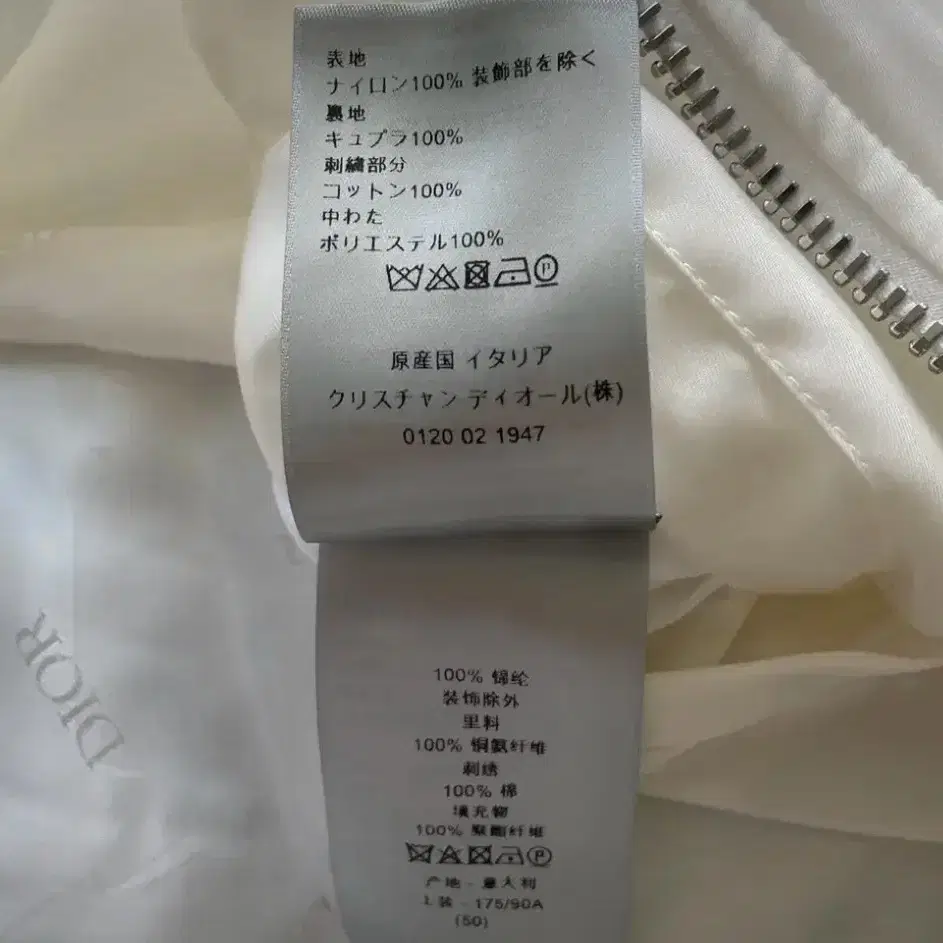 表地
ナイロン100% 装飾部を除く
裏地
キュプラ100%
刺繍部分
コットン100%
中わた
ポリエステル100%
原産国 イタリア
クリスチャン ディオール(株)
0120 02 1947
DIOR
100% 锦纶
装饰除外
里料
100% 铜氨纤维
刺绣
100% 棉
填充物
100% 聚酯纤维
产地 - 意大利
上装 - 175/90A
(50)